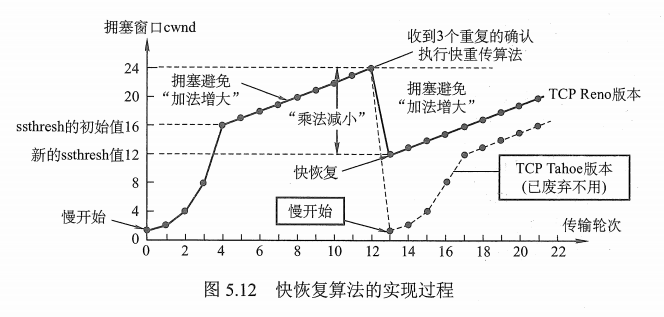 拥塞窗口cwnd
收到3个重复的确认
执行快重传算法
24
20
拥塞避免
“加法增大”
拥塞避免
“加法增大”
TCP Reno版本
“乘法减小”
ssthresh的初始值16
新的ssthresh值12
快恢复
TCP Tahoe版本
(已废弃不用)
8
4
慢开始
慢开始
传输轮次
0
0 2 4 6 8 10 12 14 16 18 20 22
图 5.12 快恢复算法的实现过程